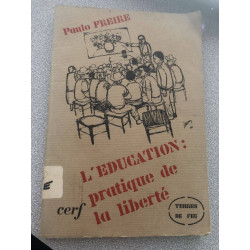 Paulo FREIRE
L'EDUCATION:
cerf pratique de
la liberté
TERRES
DE FEU
E